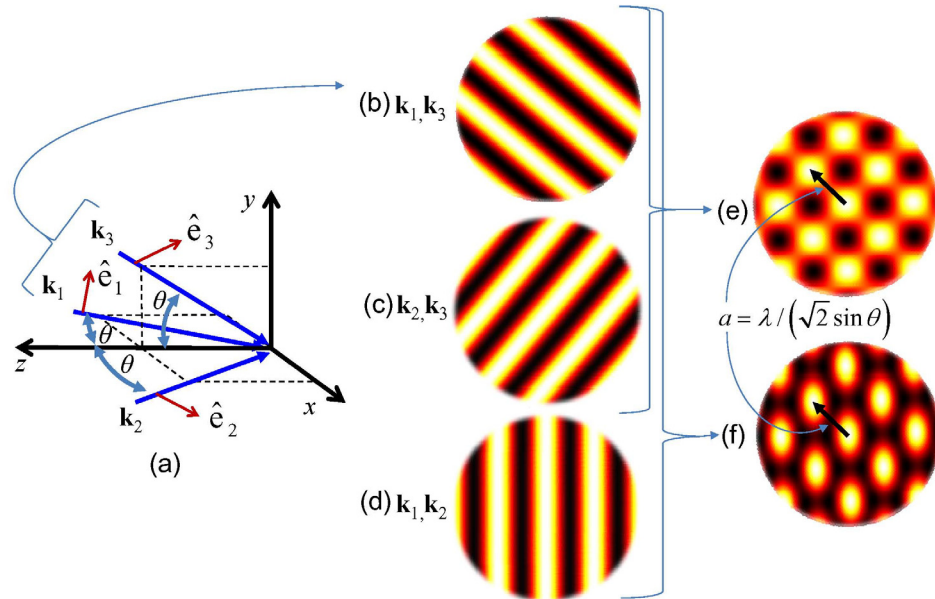 (b) k₁,k₃
y
(e)
k₃
ê₃
k₁
ê₁
θ
(c) k₂,k₃
a = λ/(√2 sin θ)
θ
θ
z
x
k₂
ê₂
(f)
(a)
(d) k₁,k₂